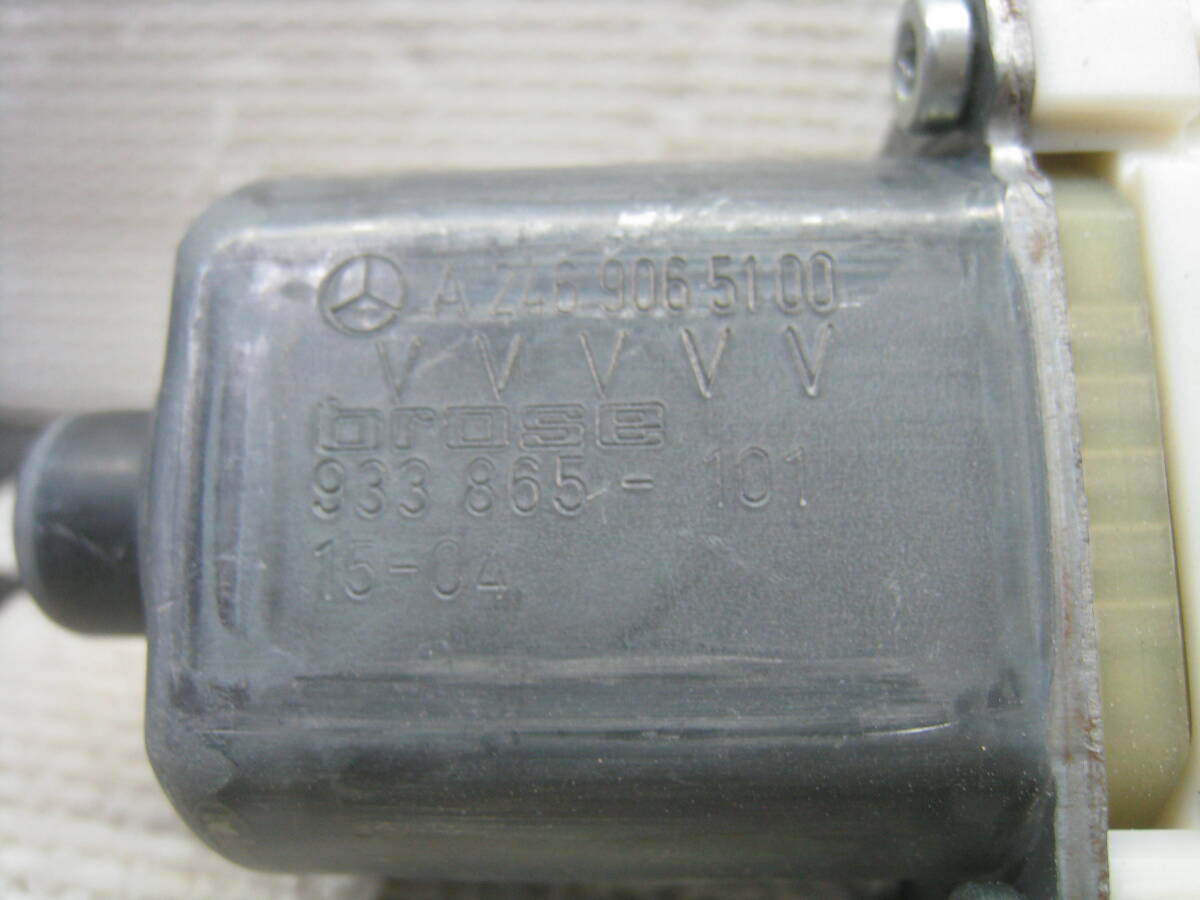 A 246 906 51 00
V V V V V
brose
933 865 - 101
15-04